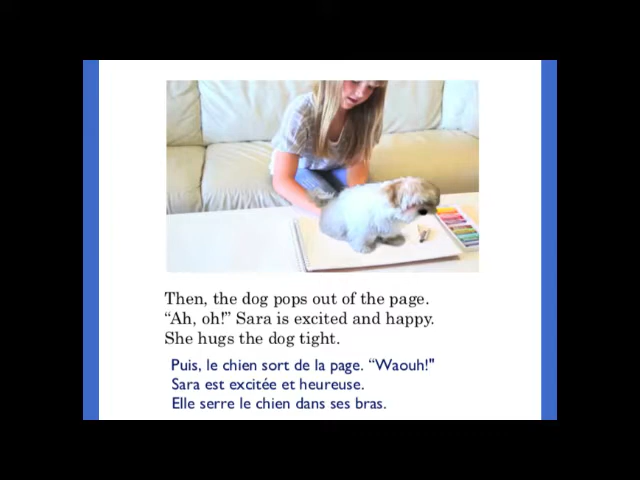 Then, the dog pops out of the page.
“Ah, oh!” Sara is excited and happy.
She hugs the dog tight.
Puis, le chien sort de la page. “Waouh!"
Sara est excitée et heureuse.
Elle serre le chien dans ses bras.